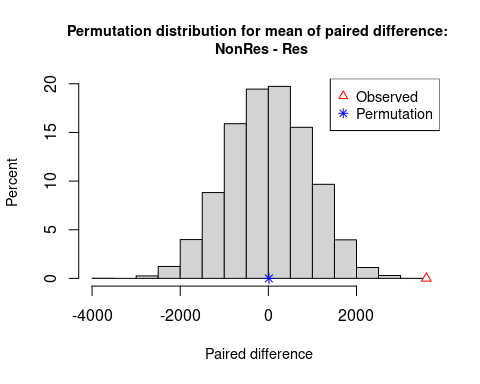 Permutation distribution for mean of paired difference:
NonRes - Res
Observed
Permutation
Percent
20
15
10
5
0
-4000
-2000
0
2000
Paired difference